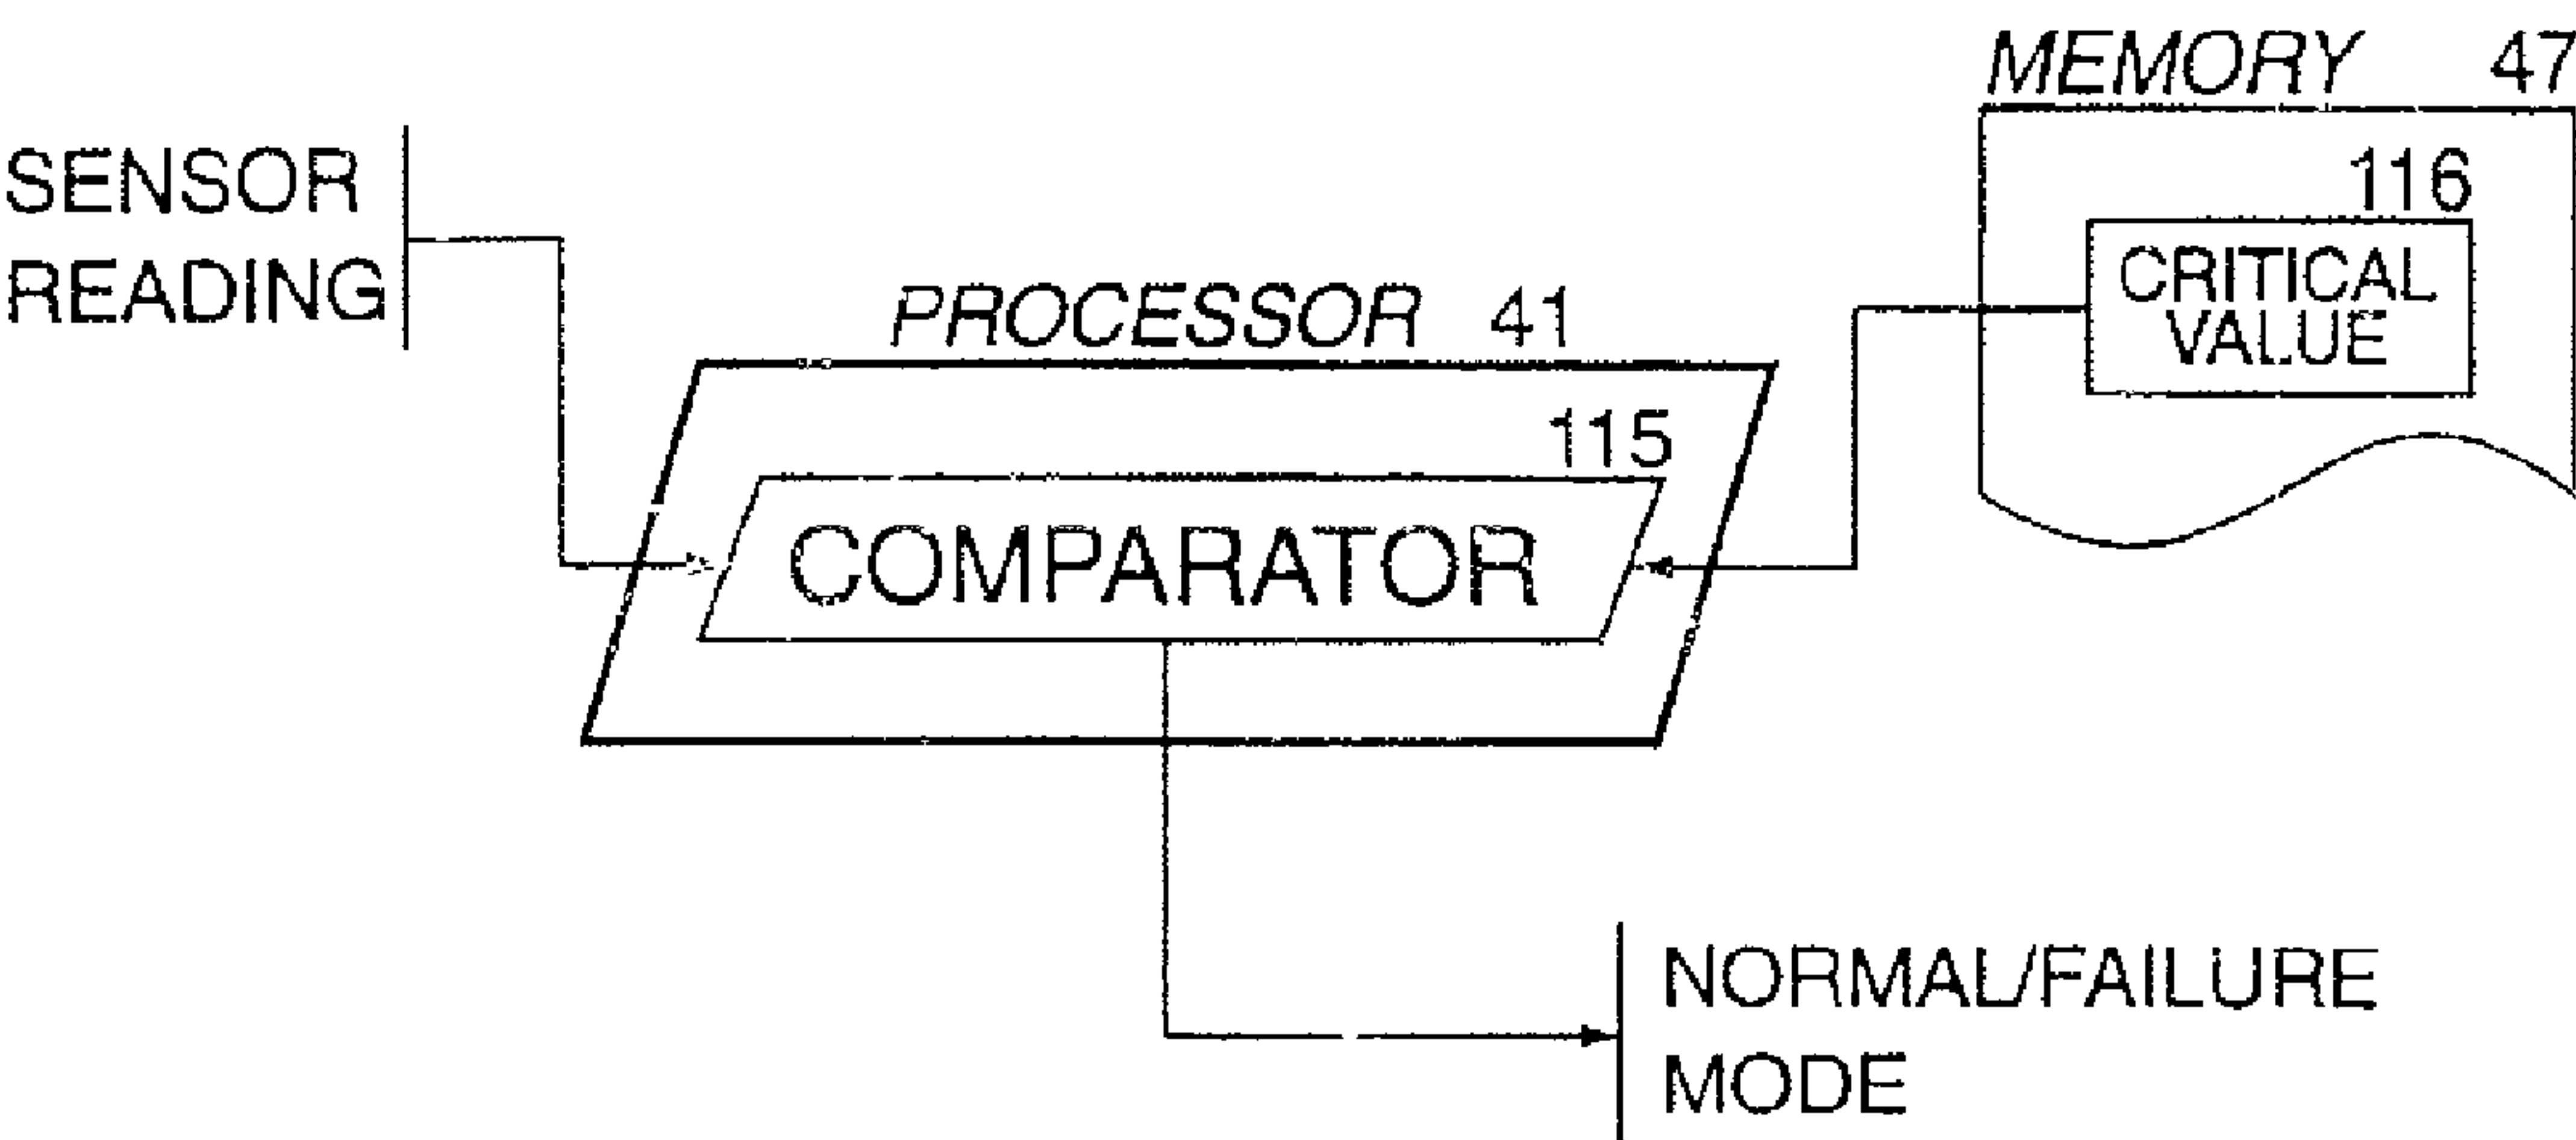 MEMORY 47
SENSOR
READING
116
CRITICAL
VALUE
PROCESSOR 41
115
COMPARATOR
NORMAL/FAILURE
MODE